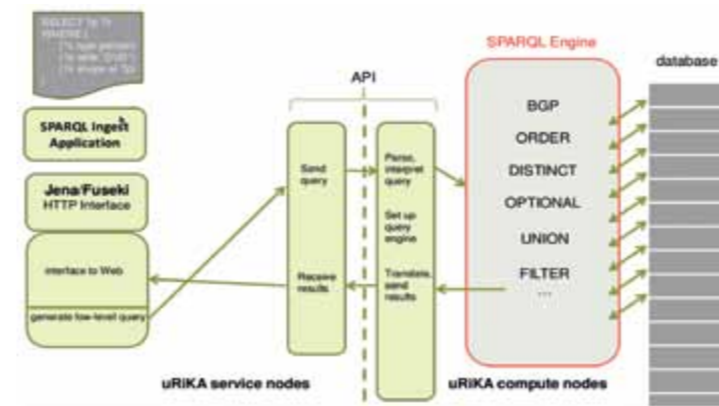 SPARQL Ingest
Application
Jena/Fuseki
HTTP Interface
interface to Web
generate low-level query
API
Send
query
Receive
results
Parse,
interpret
query
Set up
query
engine
Translate,
send
results
SPARQL Engine
BGP
ORDER
DISTINCT
OPTIONAL
UNION
FILTER
...
database
uRiKA service nodes
uRiKA compute nodes